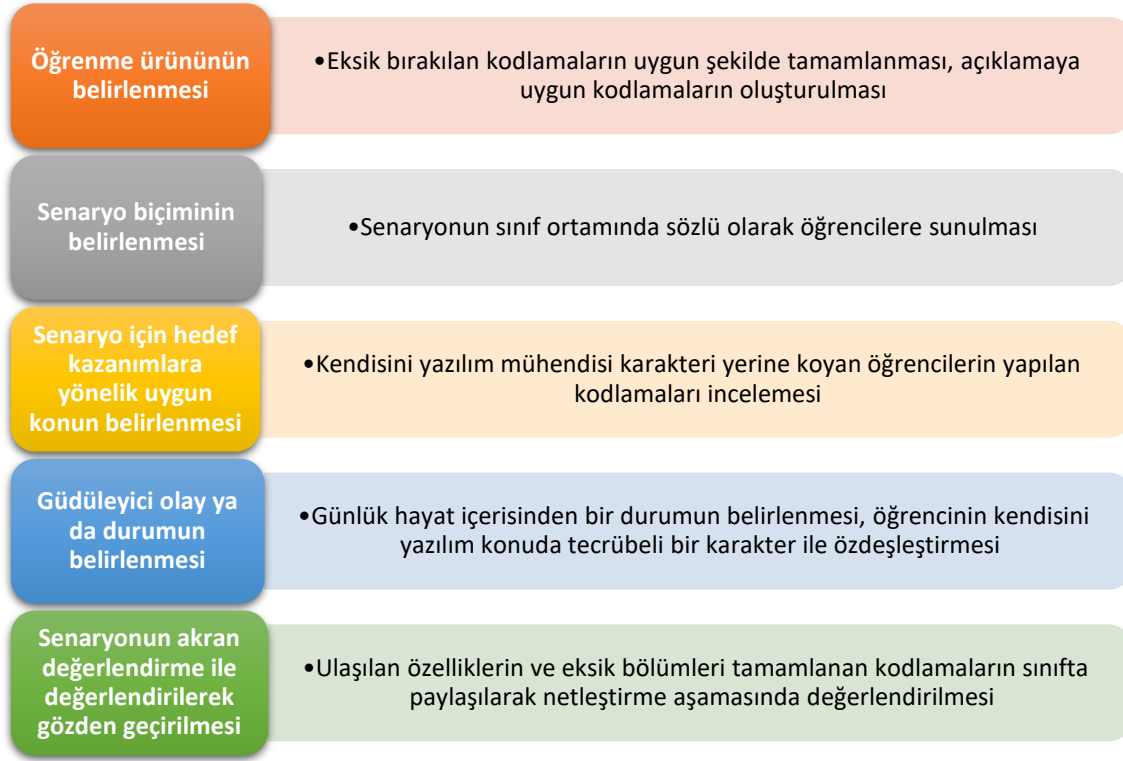 Öğrenme ürününün
belirlenmesi
•Eksik bırakılan kodlamaların uygun şekilde tamamlanması, açıklamaya
uygun kodlamaların oluşturulması
Senaryo biçiminin
belirlenmesi
•Senaryonun sınıf ortamında sözlü olarak öğrencilere sunulması
Senaryo için hedef
kazanımlara
yönelik uygun
konun belirlenmesi
•Kendisini yazılım mühendisi karakteri yerine koyan öğrencilerin yapılan
kodlamaları incelemesi
Güdüleyici olay ya
da durumun
belirlenmesi
•Günlük hayat içerisinden bir durumun belirlenmesi, öğrencinin kendisini
yazılım konuda tecrübeli bir karakter ile özdeşleştirmesi
Senaryonun akran
değerlendirme ile
değerlendirilerek
gözden geçirilmesi
•Ulaşılan özelliklerin ve eksik bölümleri tamamlanan kodlamaların sınıfta
paylaşılarak netleştirme aşamasında değerlendirilmesi